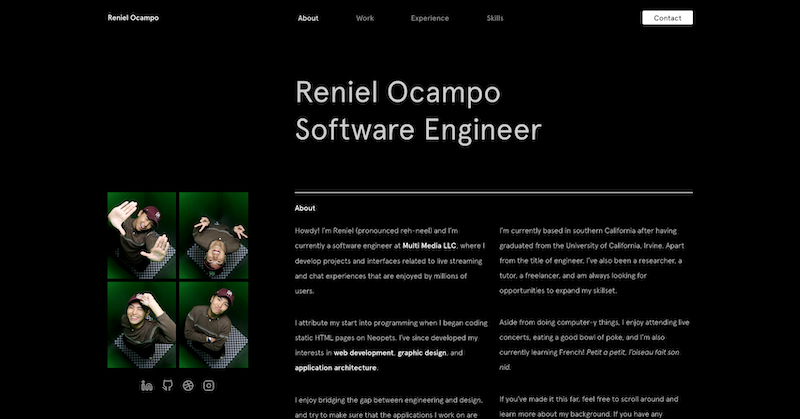 Reniel Ocampo
About
Work
Experience
Skills
Contact
Reniel Ocampo
Software Engineer
About
Howdy! I'm Reniel (pronounced reh-neel) and I'm
currently a software engineer at Multi Media LLC, where I
develop projects and interfaces related to live streaming
and chat experiences that are enjoyed by millions of
users.
I attribute my start into programming when I began coding
static HTML pages on Neopets. I've since developed my
interests in web development, graphic design, and
application architecture.
I enjoy bridging the gap between engineering and design,
and try to make sure that the applications I work on are
I'm currently based in southern California after having
graduated from the University of California, Irvine. Apart
from the title of engineer, I've also been a researcher, a
tutor, a freelancer, and am always looking for
opportunities to expand my skillset.
Aside from doing computer-y things, I enjoy attending live
concerts, eating a good bowl of poke, and I'm also
currently learning French! Petit a petit, l'oiseau fait son
nid.
If you've made it this far, feel free to scroll around and
learn more about my background. If you have any